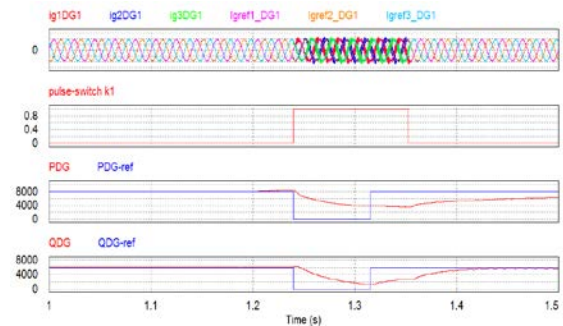 ig1DG1 ig2DG1 ig3DG1 Igref1_DG1 Igref2_DG1 Igref3_DG1
0
pulse-switch k1
0.8
0.4
0
PDG PDG-ref
8000
4000
0
QDG QDG-ref
8000
4000
0
1 1.1 1.2 1.3 1.4 1.5
Time (s)